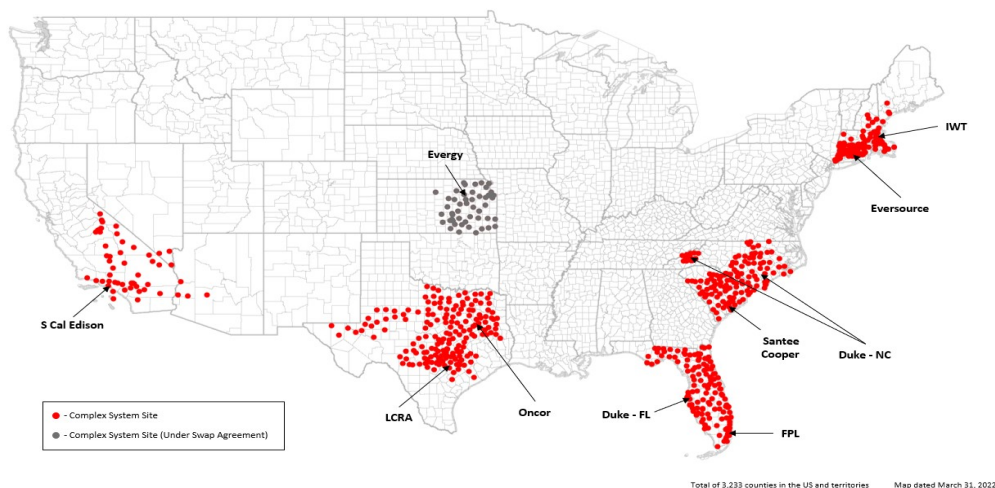 IWT
Evergy
Eversource
S Cal Edison
Santee
Cooper
Duke - NC
LCRA
Oncor
Duke - FL
FPL
- Complex System Site
- Complex System Site (Under Swap Agreement)
Total of 3,233 counties in the US and territories Map dated March 31, 2022